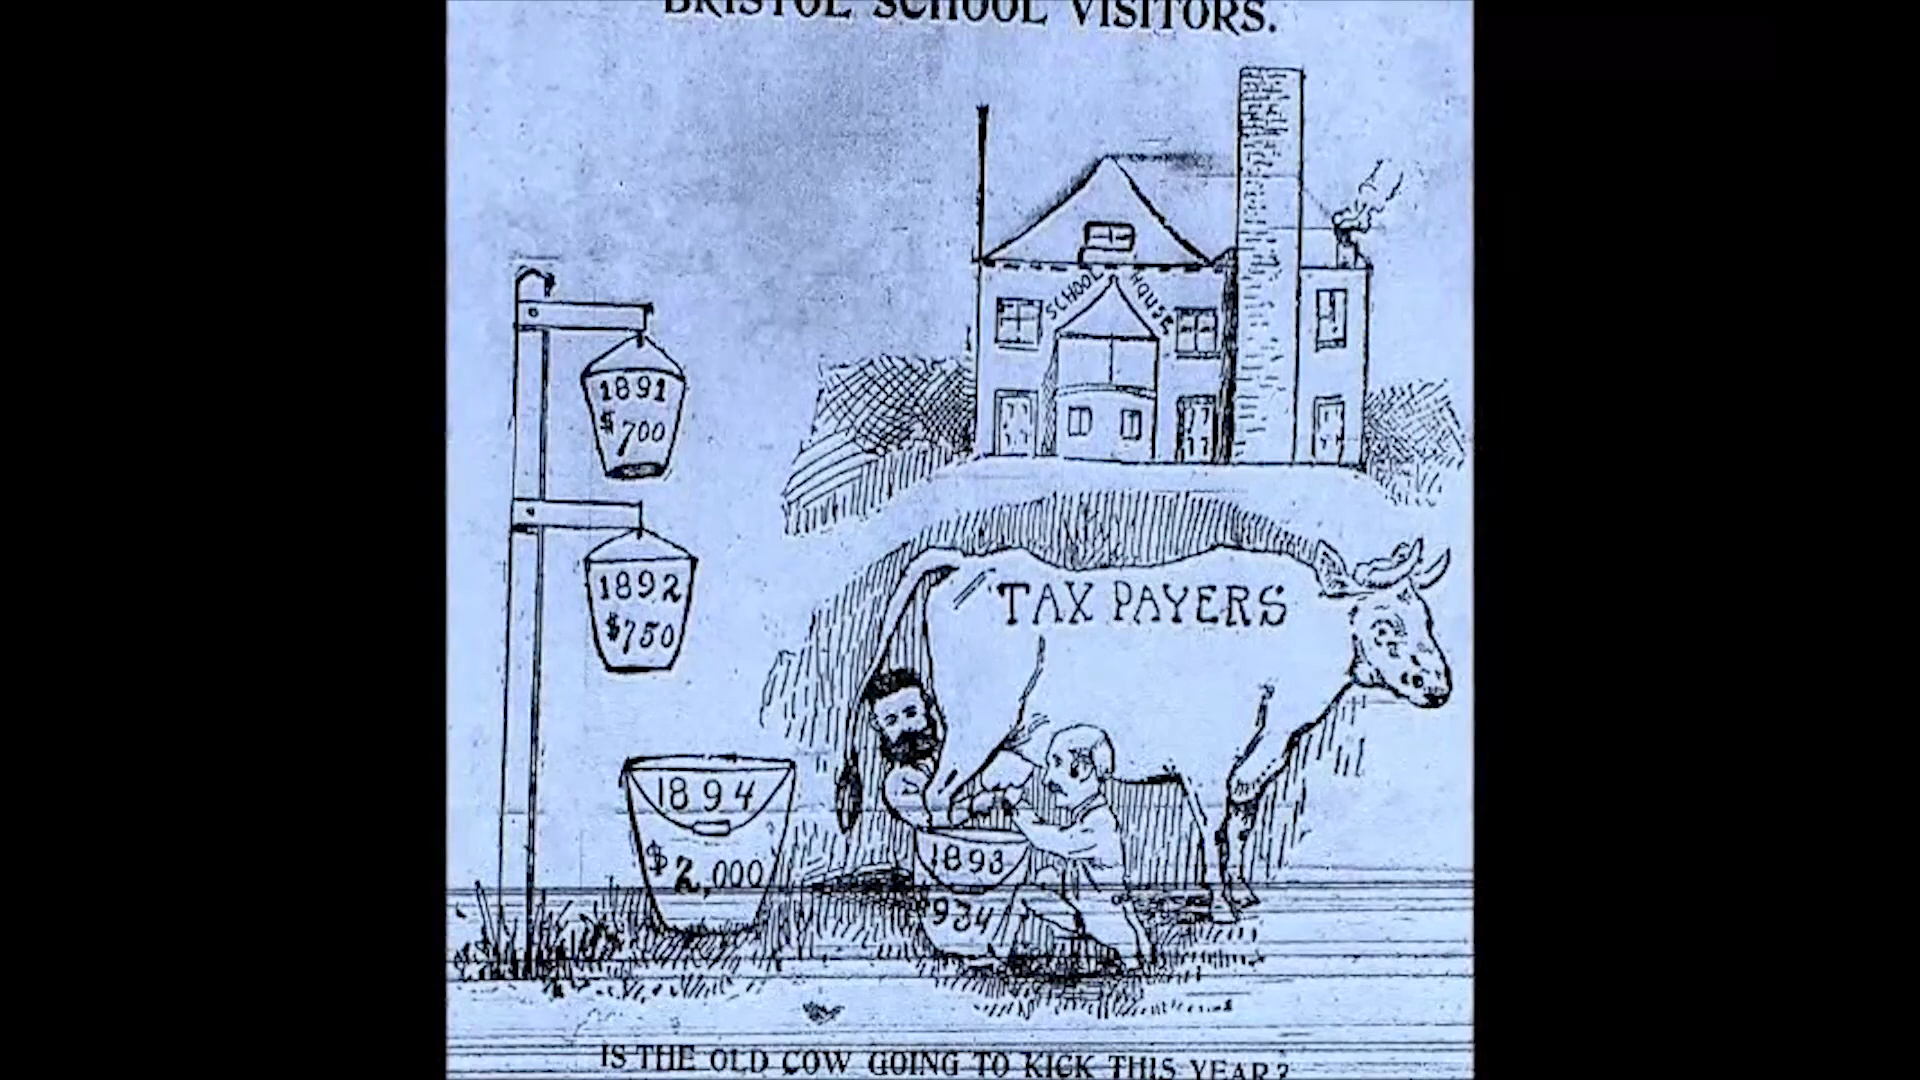 BRISTOL SCHOOL VISITORS.
SCHOOL HOUSE
1891
$700
1892
$750
TAX PAYERS
1894
$2,000
1893
934
IS THE OLD COW GOING TO KICK THIS YEAR?